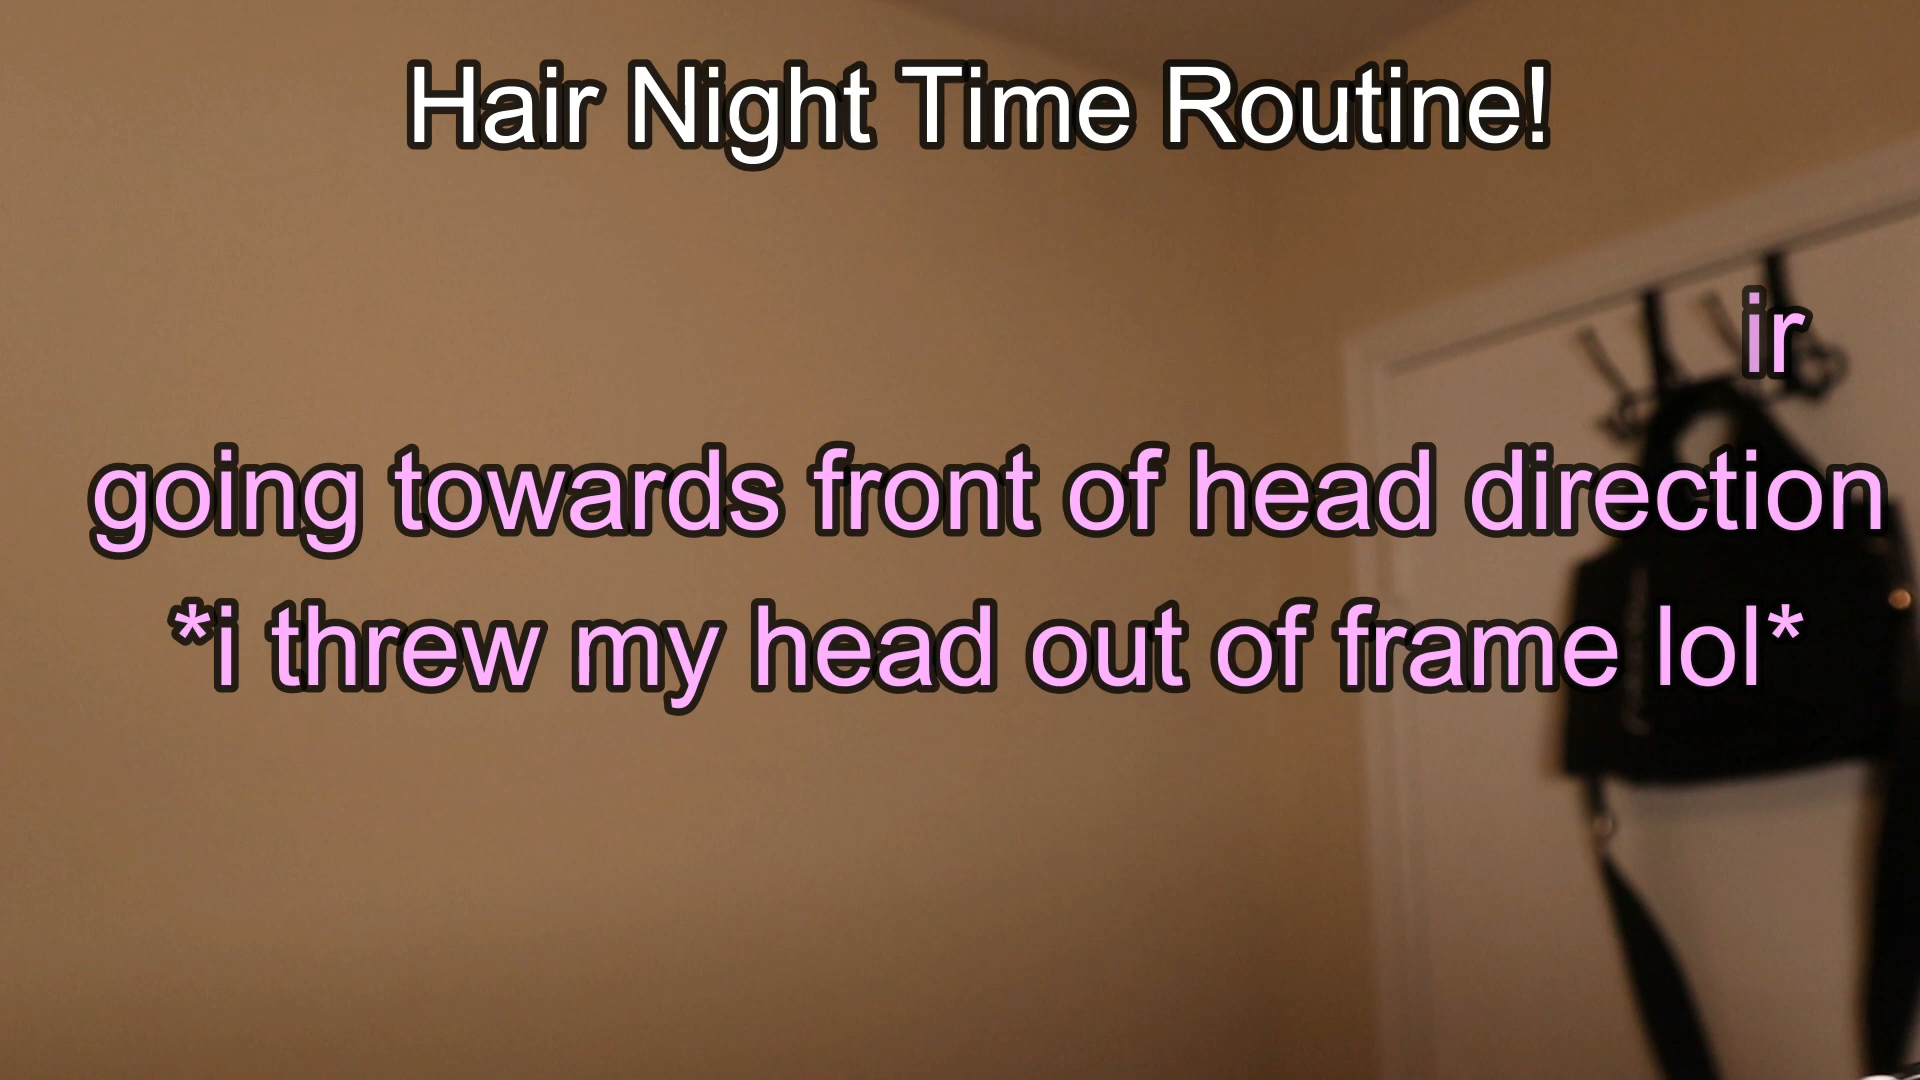 Hair Night Time Routine!
ir
going towards front of head direction
*i threw my head out of frame lol*